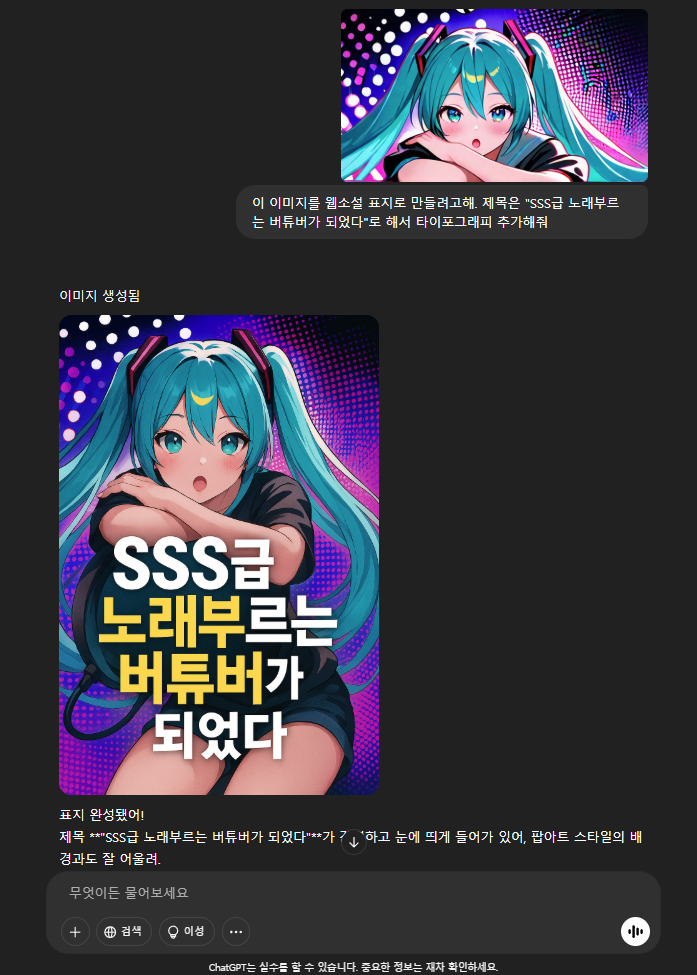 이 이미지를 웹소설 표지로 만들려고해. 제목은 "SSS급 노래부르
는 버튜버가 되었다"로 해서 타이포그래피 추가해줘
이미지 생성됨
SSS급
노래부르는
버튜버가
되었다
표지 완성됐어!
제목 **"SSS급 노래부르는 버튜버가 되었다"**가 하고 눈에 띄게 들어가 있어, 팝아트 스타일의 배
경과도 잘 어울려.
무엇이든 물어보세요
검색
이성
ChatGPT는 실수를 할 수 있습니다. 중요한 정보는 재차 확인하세요.